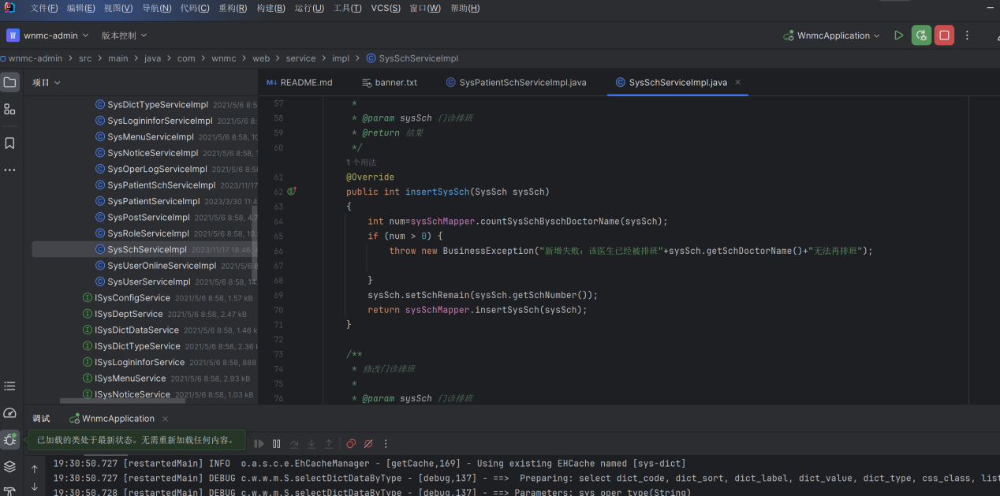 文件(F) 编辑(E) 视图(V) 导航(N) 代码(C) 重构(R) 构建(B) 运行(U) 工具(T) VCS(S) 窗口(W) 帮助(H)
W wnmc-admin 版本控制 WnmcApplication
wnmc-admin > src > main > java > com > wnmc > web > service > impl > SysSchServiceImpl
项目
README.md banner.txt SysPatientSchServiceImpl.java SysSchServiceImpl.java
SysDictTypeServiceImpl 2021/5/6 8:5
SysLogininforServiceImpl 2021/5/6 8:
SysMenuServiceImpl 2021/5/6 8:58, 10
SysNoticeServiceImpl 2021/5/6 8:58, 1
SysOperLogServiceImpl 2021/5/6 8:58
SysPatientSchServiceImpl 2023/11/17
SysPatientServiceImpl 2023/3/30 11:4
SysPostServiceImpl 2021/5/6 8:58, 4.7
SysRoleServiceImpl 2021/5/6 8:58, 10.
SysSchServiceImpl 2023/11/17 18:46,
SysUserOnlineServiceImpl 2021/5/6 8
SysUserServiceImpl 2021/5/6 8:58, 14.
ISysConfigService 2021/5/6 8:58, 1.57 kB
ISysDeptService 2021/5/6 8:58, 2.47 kB
ISysDictDataService 2021/5/6 8:58, 1.46 k
ISysDictTypeService 2021/5/6 8:58, 2.36
ISysLogininforService 2021/5/6 8:58, 888
ISysMenuService 2021/5/6 8:58, 2.93 kB
ISysNoticeService 2021/5/6 8:58, 1.03 kB
57 *
58 * @param sysSch 门诊排班
59 * @return 结果
60 */
1 个用法
61 @Override
62 public int insertSysSch(SysSch sysSch)
63 {
64 int num=sysSchMapper.countSysSchByschDoctorName(sysSch);
65 if (num > 0) {
66 throw new BusinessException("新增失败: 该医生已经被排班"+sysSch.getSchDoctorName()+"无法再排班");
67
68 }
69 sysSch.setSchRemain(sysSch.getSchNumber());
70 return sysSchMapper.insertSysSch(sysSch);
71 }
72
73 /**
74 * 修改门诊排班
75 *
76 * @param sysSch 门诊排班
调试 WnmcApplication
已加载的类处于最新状态。无需重新加载任何内容。
19:30:50.727 [restartedMain] INFO o.a.s.c.e.EhCacheManager - [getCache,169] - Using existing EHCache named [sys-dict]
19:30:50.727 [restartedMain] DEBUG c.w.w.m.S.selectDictDataByType - [debug,137] - ==> Preparing: select dict_code, dict_sort, dict_label, dict_value, dict_type, css_class, list
19:30:50.728 [restartedMain] DEBUG c.w.w.m.S.selectDictDataByType - [debug,137] - ==> Parameters: sys_oper_type(String)